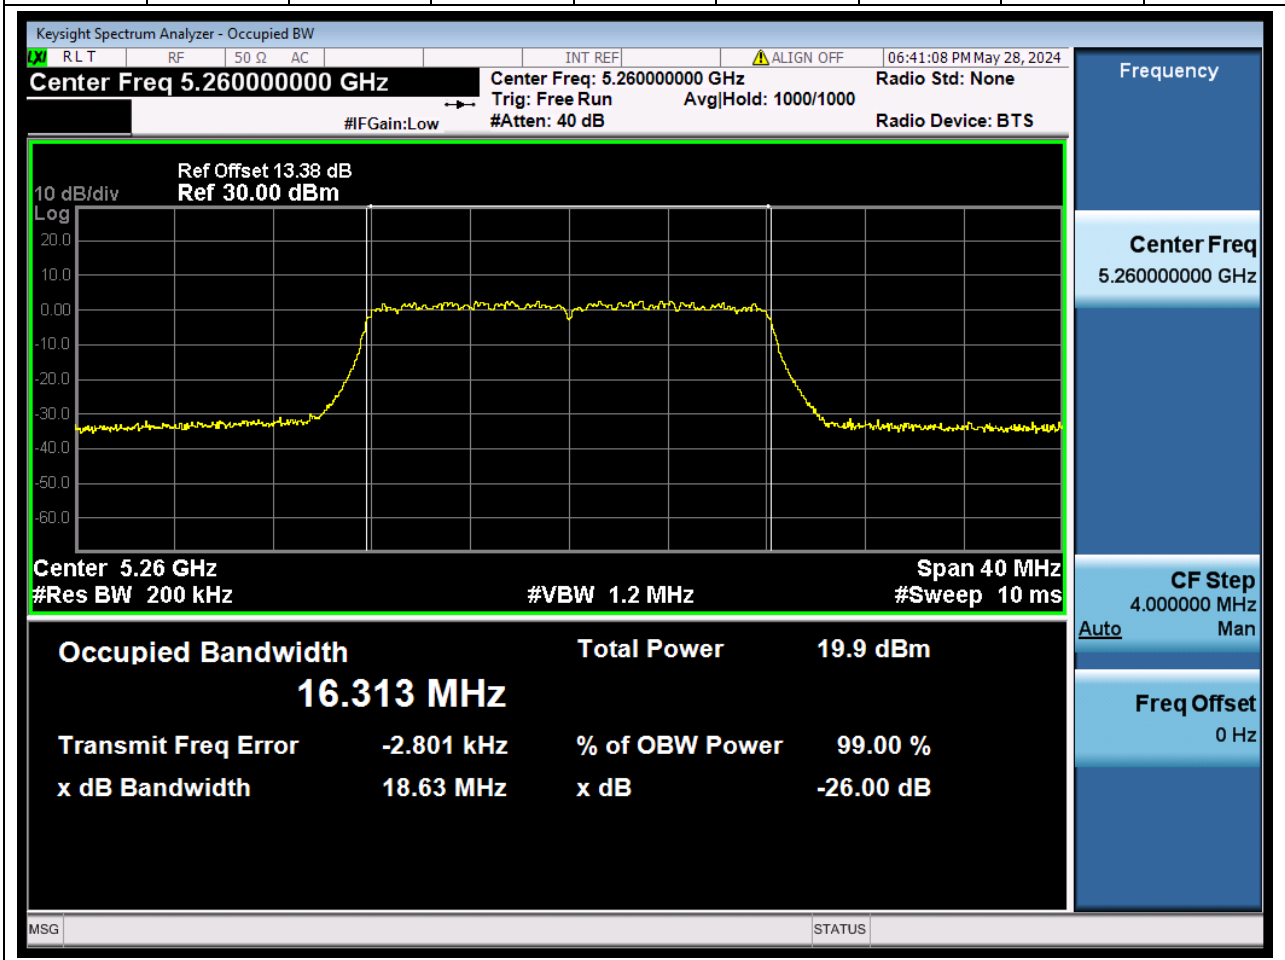 Keysight Spectrum Analyzer - Occupied BW
LXI RLT RF 50 Ω AC INT REF ALIGN OFF 06:41:08 PM May 28, 2024
Center Freq 5.260000000 GHz
Center Freq: 5.260000000 GHz Radio Std: None
Trig: Free Run Avg|Hold: 1000/1000
#IFGain:Low #Atten: 40 dB Radio Device: BTS
Ref Offset 13.38 dB
10 dB/div Ref 30.00 dBm
Log
20.0
10.0
0.00
-10.0
-20.0
-30.0
-40.0
-50.0
-60.0
Center 5.26 GHz Span 40 MHz
#Res BW 200 kHz #VBW 1.2 MHz #Sweep 10 ms
Occupied Bandwidth Total Power 19.9 dBm
16.313 MHz
Transmit Freq Error -2.801 kHz % of OBW Power 99.00 %
x dB Bandwidth 18.63 MHz x dB -26.00 dB
Frequency
Center Freq
5.260000000 GHz
CF Step
4.000000 MHz
Auto Man
Freq Offset
0 Hz
MSG STATUS